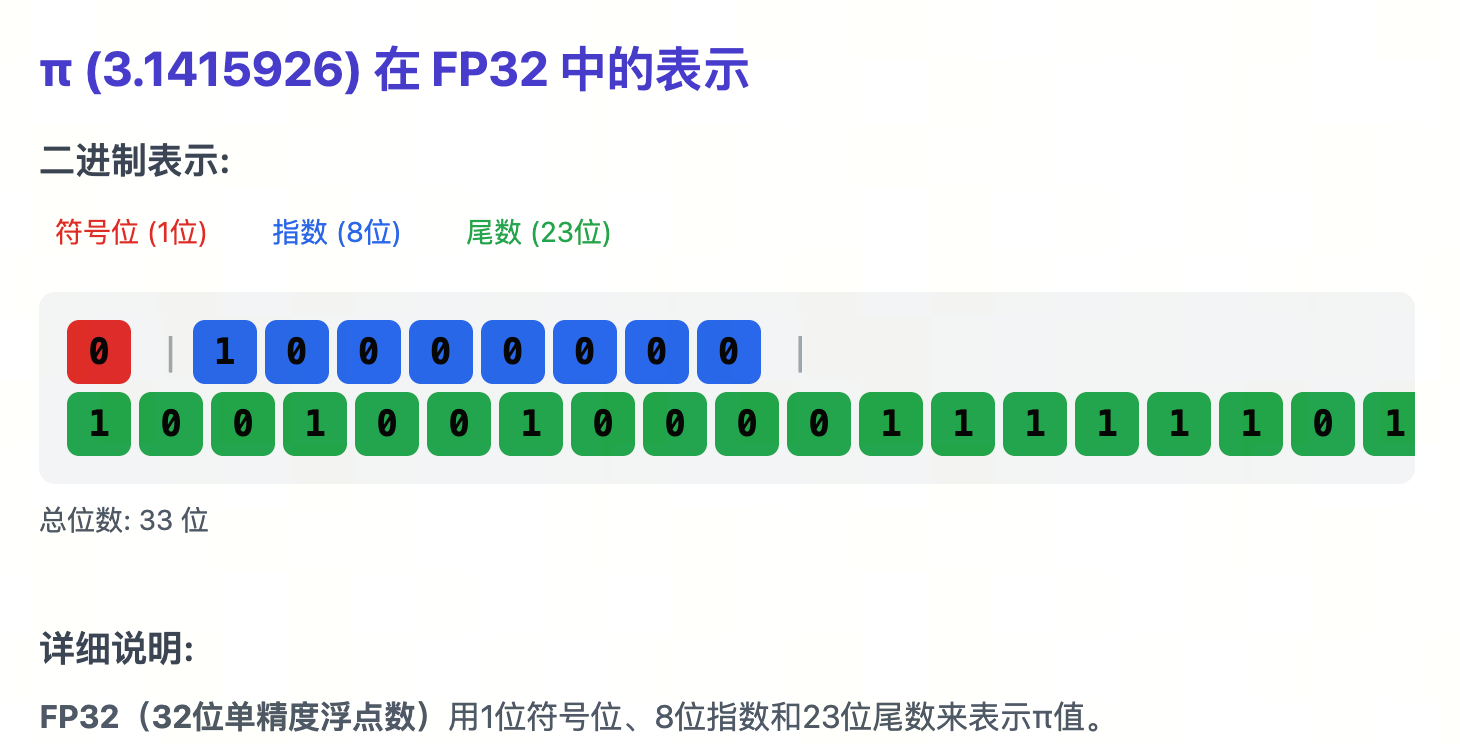 π (3.1415926) 在 FP32 中的表示
二进制表示:
符号位 (1位) 指数 (8位) 尾数 (23位)
0 | 1 0 0 0 0 0 0 0 |
1 0 0 1 0 0 1 0 0 0 0 1 1 1 1 1 1 0 1
总位数: 33 位
详细说明:
FP32（32位单精度浮点数）用1位符号位、8位指数和23位尾数来表示π值。